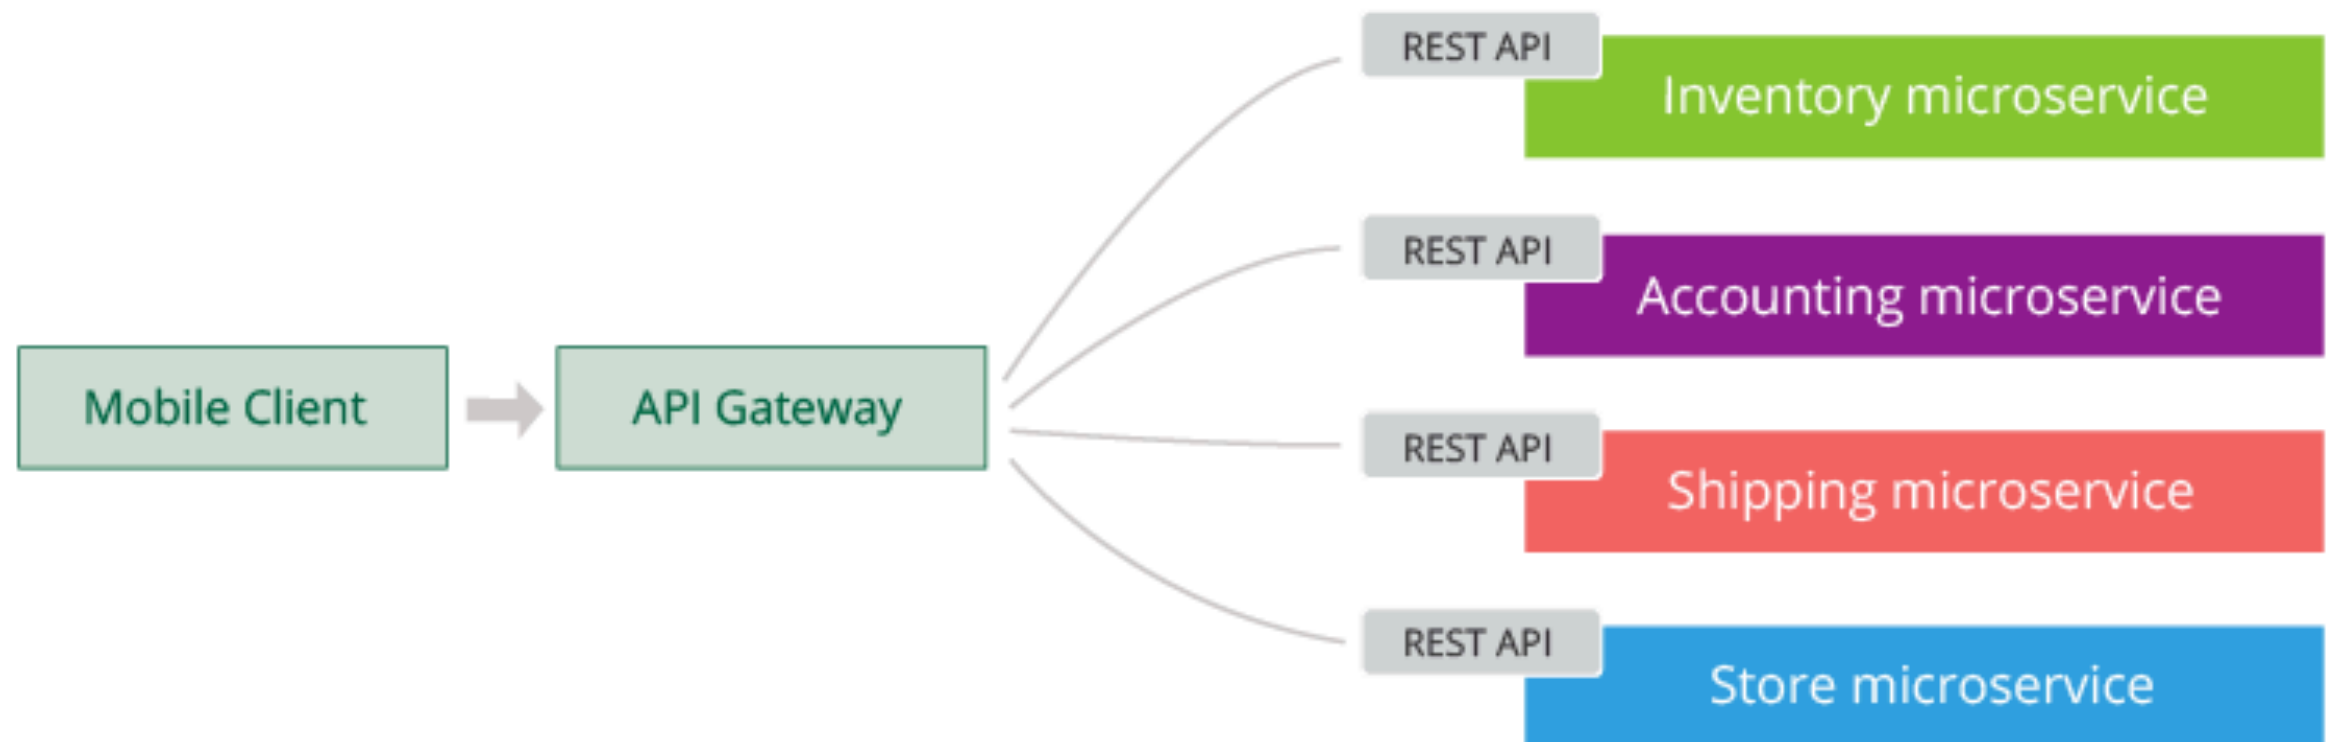 REST API
Inventory microservice
REST API
Accounting microservice
Mobile Client
API Gateway
REST API
Shipping microservice
REST API
Store microservice